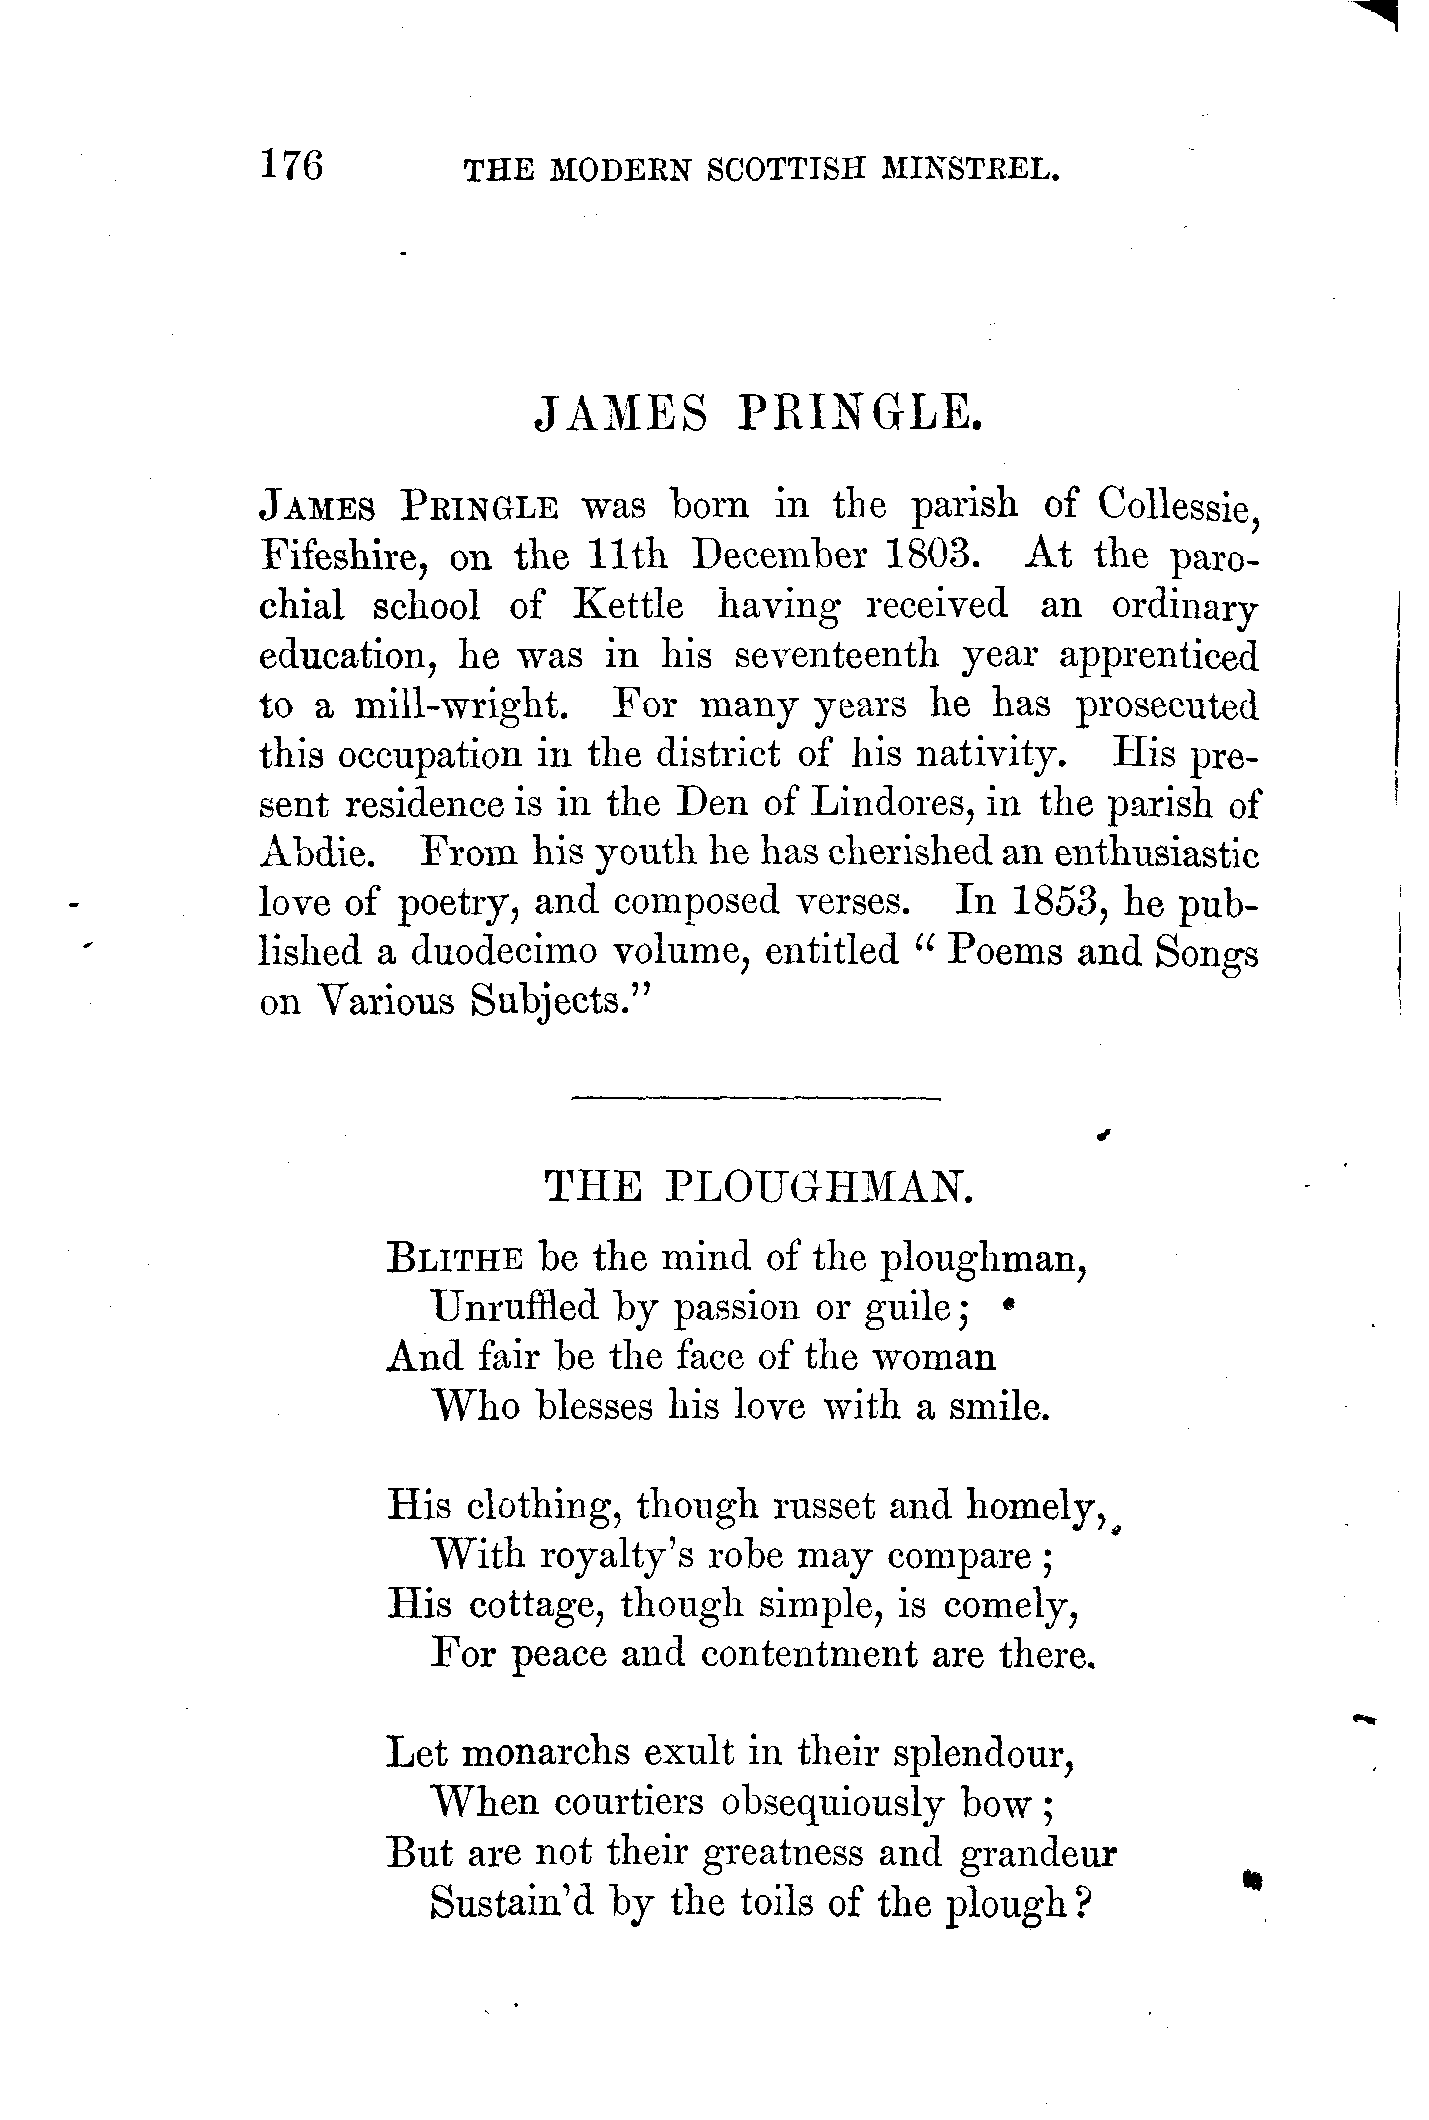 176 THE MODERN SCOTTISH MINSTREL.
JAMES PRINGLE.
JAMES PRINGLE was born in the parish of Collessie,
Fifeshire, on the 11th December 1803. At the paro-
chial school of Kettle having received an ordinary
education, he was in his seventeenth year apprenticed
to a mill-wright. For many years he has prosecuted
this occupation in the district of his nativity. His pre-
sent residence is in the Den of Lindores, in the parish of
Abdie. From his youth he has cherished an enthusiastic
love of poetry, and composed verses. In 1853, he pub-
lished a duodecimo volume, entitled “ Poems and Songs
on Various Subjects.”
THE PLOUGHMAN.
BLITHE be the mind of the ploughman,
Unruffled by passion or guile ;
And fair be the face of the woman
Who blesses his love with a smile.
His clothing, though russet and homely,
With royalty’s robe may compare ;
His cottage, though simple, is comely,
For peace and contentment are there.
Let monarchs exult in their splendour,
When courtiers obsequiously bow ;
But are not their greatness and grandeur
Sustain’d by the toils of the plough ?